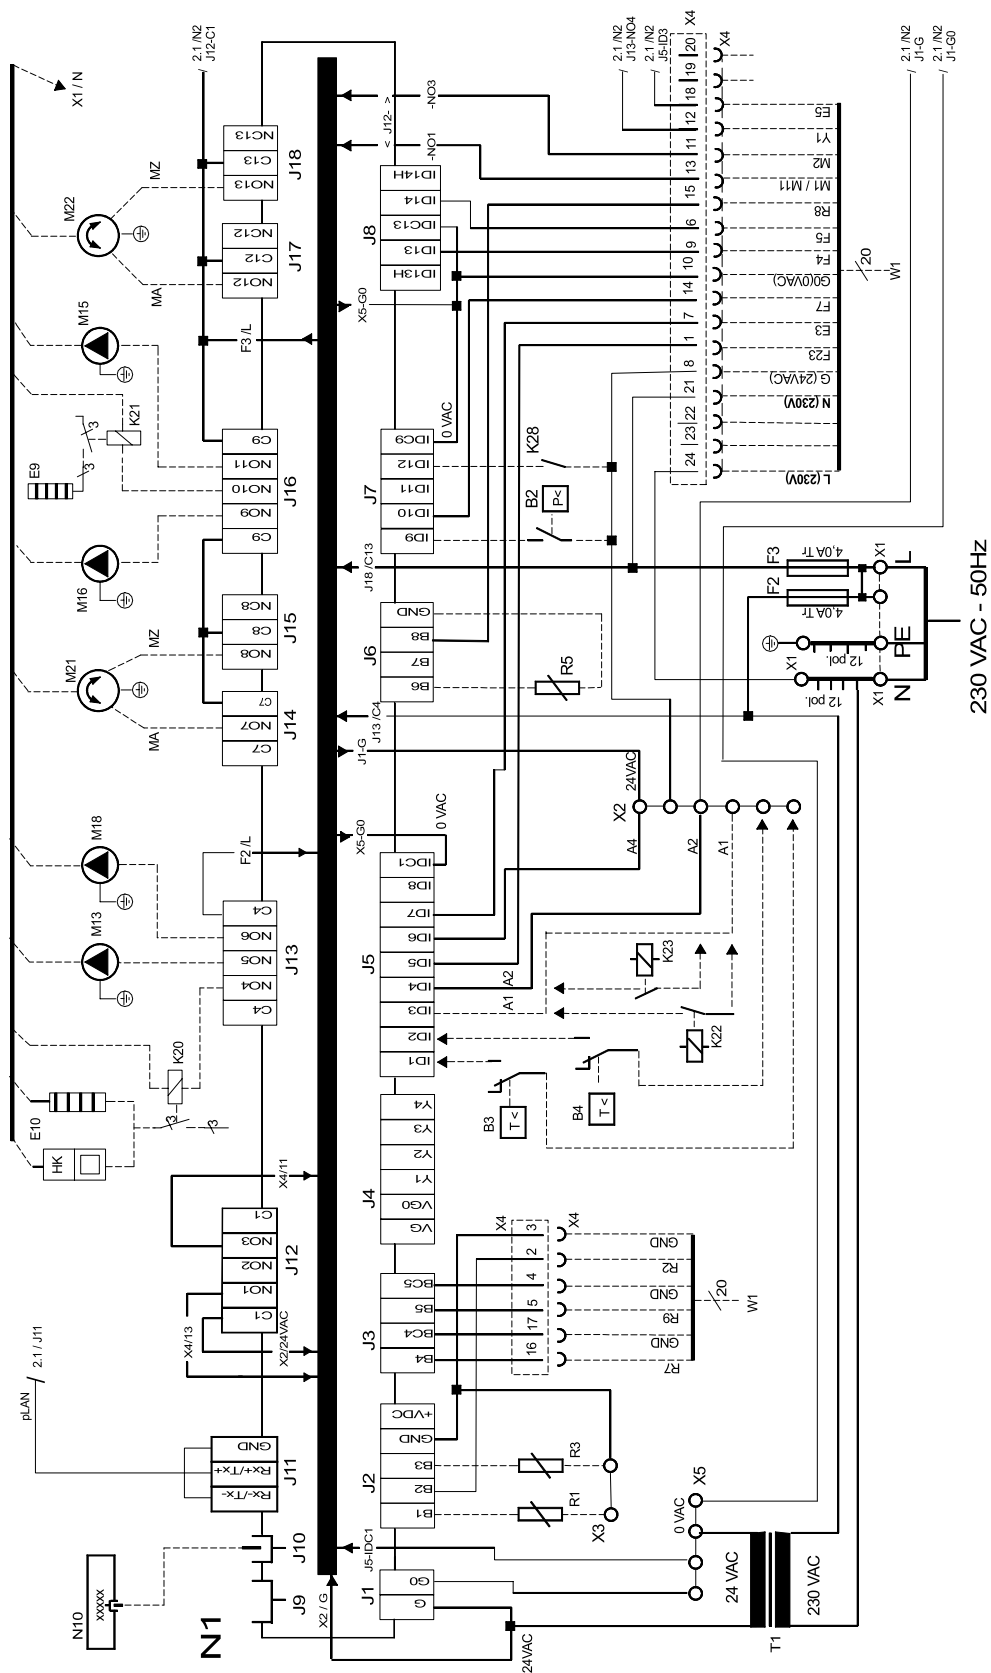 X1 / N
2.1 /N2
J12-C1
M22
MZ
MA
M15
E9
3
3
K21
M16
M21
MZ
MA
M18
M13
K20
E10
3
3
HK
pLAN
2.1 / J11
N10
xxxxx
NC13
C13
NO13
J18
NC12
C12
NO12
J17
F3 /L
C9
NO11
NO10
NO9
C9
J16
NC8
C8
NO8
J15
C7
NO7
C7
J14
F2 /L
C4
NO6
NO5
NO4
C4
J13
X4/11
C1
NO3
NO2
NO1
C1
J12
X4/13
X2/24VAC
GND
Rx+/Tx+
Rx-/Tx-
J11
J10
J9
N1
J12-
< >
-NO3
-NO1
ID14H
ID14
IDC13
ID13
ID13H
J8
X5-G0
0 VAC
IDC9
ID12
ID11
ID10
ID9
J7
K28
B2
P<
J18 /C13
GND
B8
B7
B6
J6
R5
J13 /C4
J1-G
X5-G0
0 VAC
IDC1
ID8
ID7
ID6
ID5
ID4
ID3
ID2
ID1
J5
A2
A1
X2
24VAC
A4
A2
A1
K23
K22
B3
T <
B4
T <
Y4
Y3
Y2
Y1
VG0
VG
J4
BC5
B5
BC4
B4
J3
X4
3
2
4
5
17
16
X4
GND
R2
GND
R9
GND
R7
20
W1
+VDC
GND
B3
B2
B1
J2
R3
R1
X3
J5-IDC1
G0
G
J1
X2 / G
24VAC
X5
0 VAC
24 VAC
230 VAC
T1
2.1 /N2
J13-NO4
2.1 /N2
J5-ID3
X4
20
19
18
12
11
13
15
6
9
10
14
7
1
8
21
22
23
24
X4
E5
Y1
M2
M1 / M11
R8
F5
F4
G0(0VAC)
F7
E3
F23
G (24VAC)
N (230V)
L (230V)
20
W1
2.1 /N2
J1-G
2.1 /N2
J1-G0
F3
4,0A Tr
F2
4,0A Tr
X1
L
PE
N
X1
12 pol.
12 pol.
X1
230 VAC - 50Hz